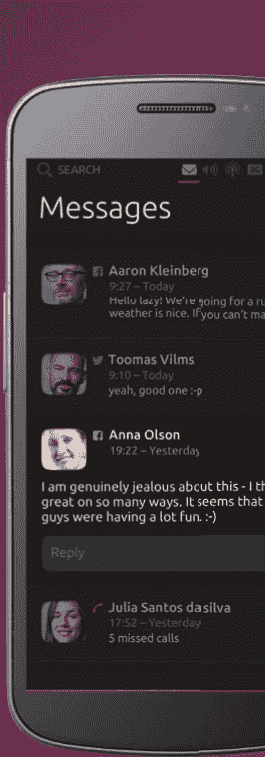 SEARCH
Messages
Aaron Kleinberg
9:27 – Today
Hello lazy! We're going for a ru
weather is nice. If you can't ma
Toomas Vilms
9:10 – Today
yeah, good one :-p
Anna Olson
19:22 – Yesterday
I am genuinely jealous about this - I th
great on so many ways. It seems that
guys were having a lot fun. :-)
Reply
Julia Santos dasilva
17:52 – Yesterday
5 missed calls